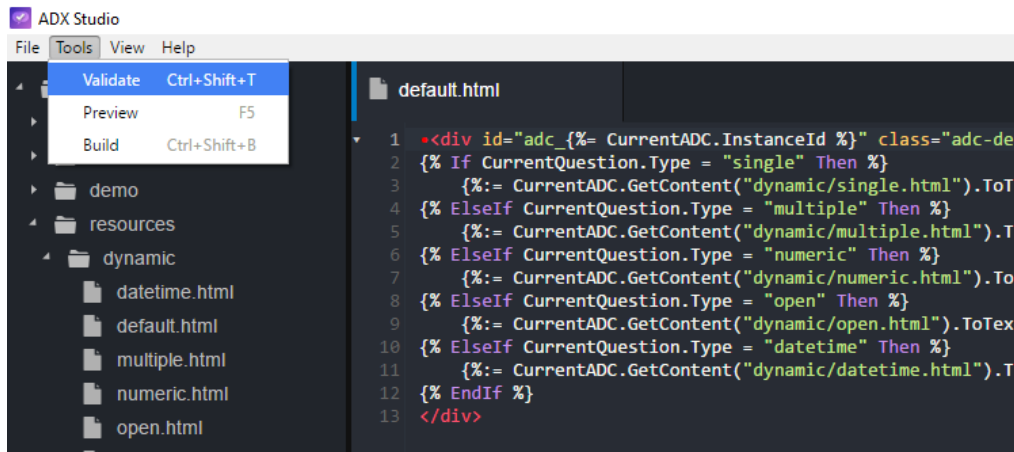 ADX Studio
File Tools View Help
Validate Ctrl+Shift+T
Preview F5
Build Ctrl+Shift+B
demo
resources
dynamic
datetime.html
default.html
multiple.html
numeric.html
open.html
default.html
1 <div id="adc_{%= CurrentADC.InstanceId %}" class="adc-de
2 {% If CurrentQuestion.Type = "single" Then %}
3 {%:= CurrentADC.GetContent("dynamic/single.html").ToT
4 {% ElseIf CurrentQuestion.Type = "multiple" Then %}
5 {%:= CurrentADC.GetContent("dynamic/multiple.html").T
6 {% ElseIf CurrentQuestion.Type = "numeric" Then %}
7 {%:= CurrentADC.GetContent("dynamic/numeric.html").To
8 {% ElseIf CurrentQuestion.Type = "open" Then %}
9 {%:= CurrentADC.GetContent("dynamic/open.html").ToTex
10 {% ElseIf CurrentQuestion.Type = "datetime" Then %}
11 {%:= CurrentADC.GetContent("dynamic/datetime.html").T
12 {% EndIf %}
13 </div>